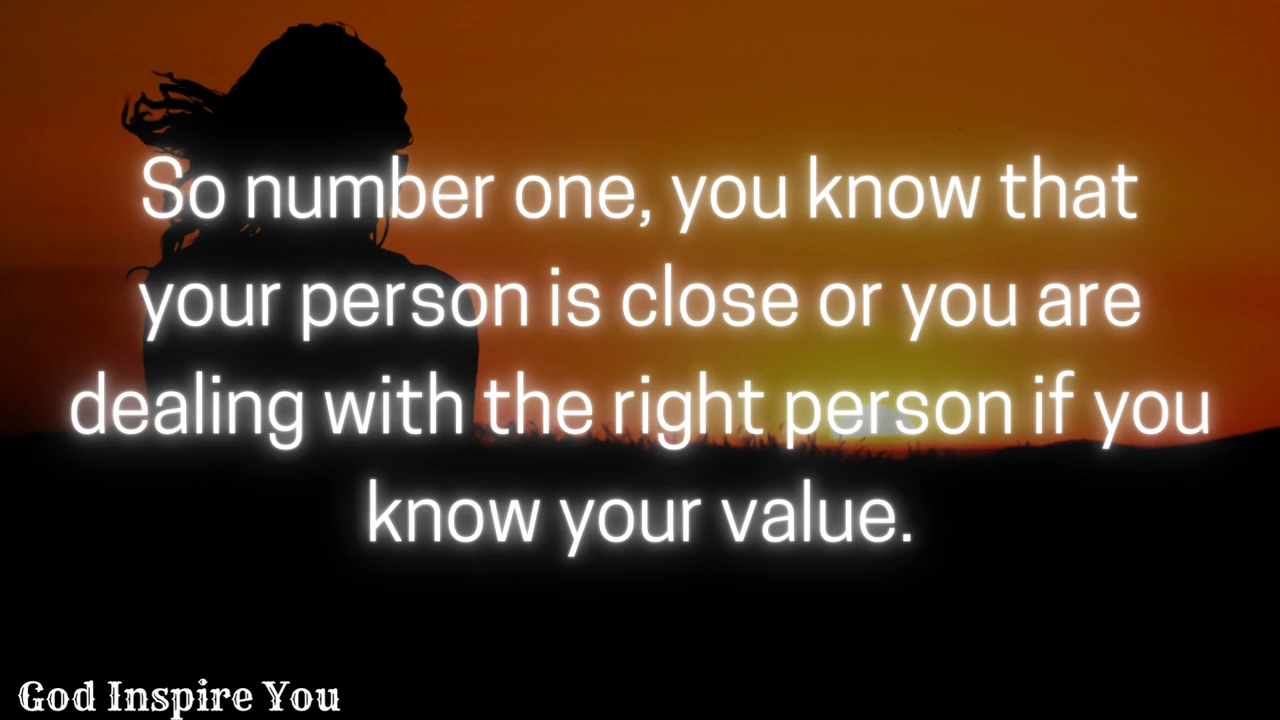 So number one, you know that
your person is close or you are
dealing with the right person if you
know your value.
God Inspire You